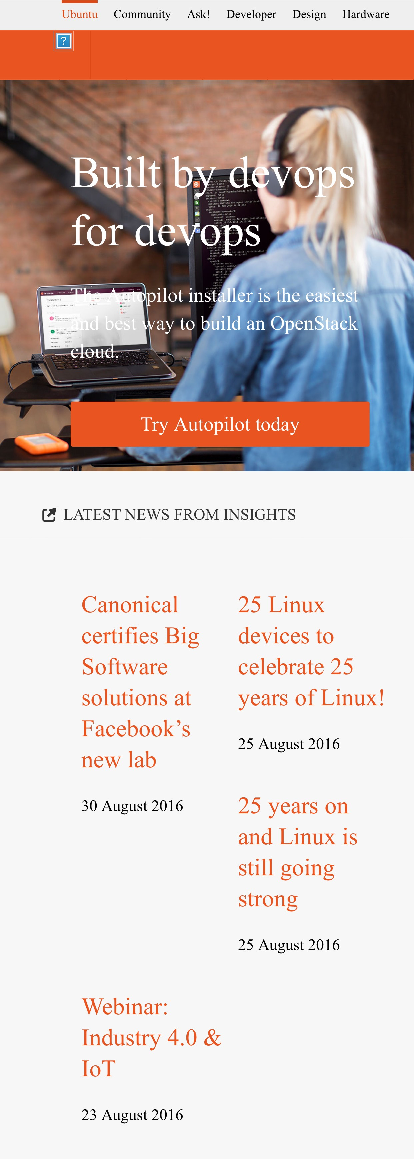 Ubuntu Community Ask! Developer Design Hardware
Built by devops
for devops
The Autopilot installer is the easiest
and best way to build an OpenStack
cloud.
Try Autopilot today
LATEST NEWS FROM INSIGHTS
Canonical
certifies Big
Software
solutions at
Facebook’s
new lab
30 August 2016
25 Linux
devices to
celebrate 25
years of Linux!
25 August 2016
25 years on
and Linux is
still going
strong
25 August 2016
Webinar:
Industry 4.0 &
IoT
23 August 2016